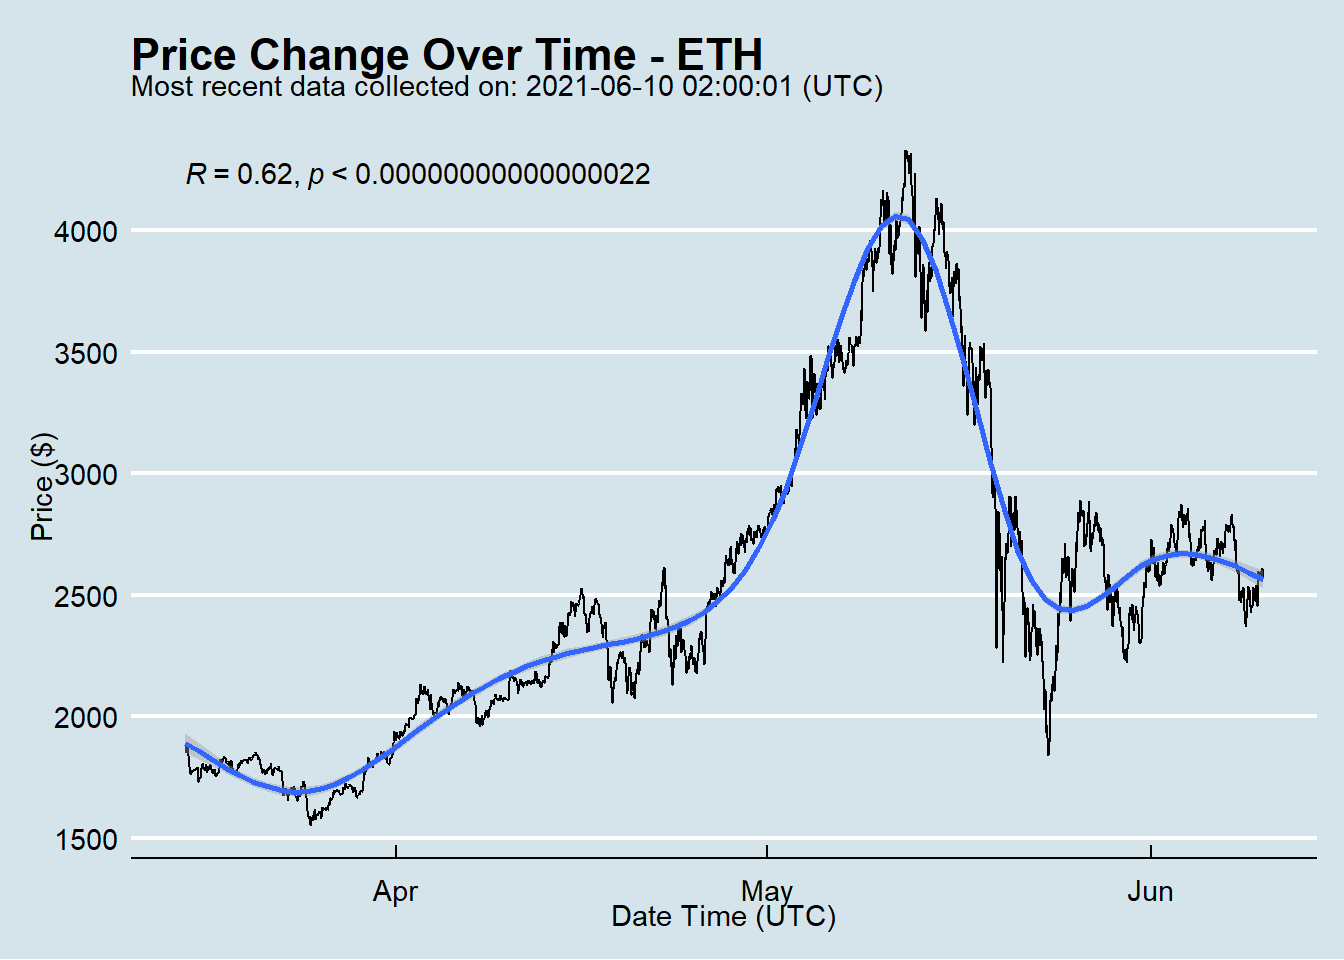 Price Change Over Time - ETH
Most recent data collected on: 2021-06-10 02:00:01 (UTC)
R = 0.62, p < 0.00000000000000022
4000
3500
3000
2500
2000
1500
Price ($)
Apr
May
Jun
Date Time (UTC)